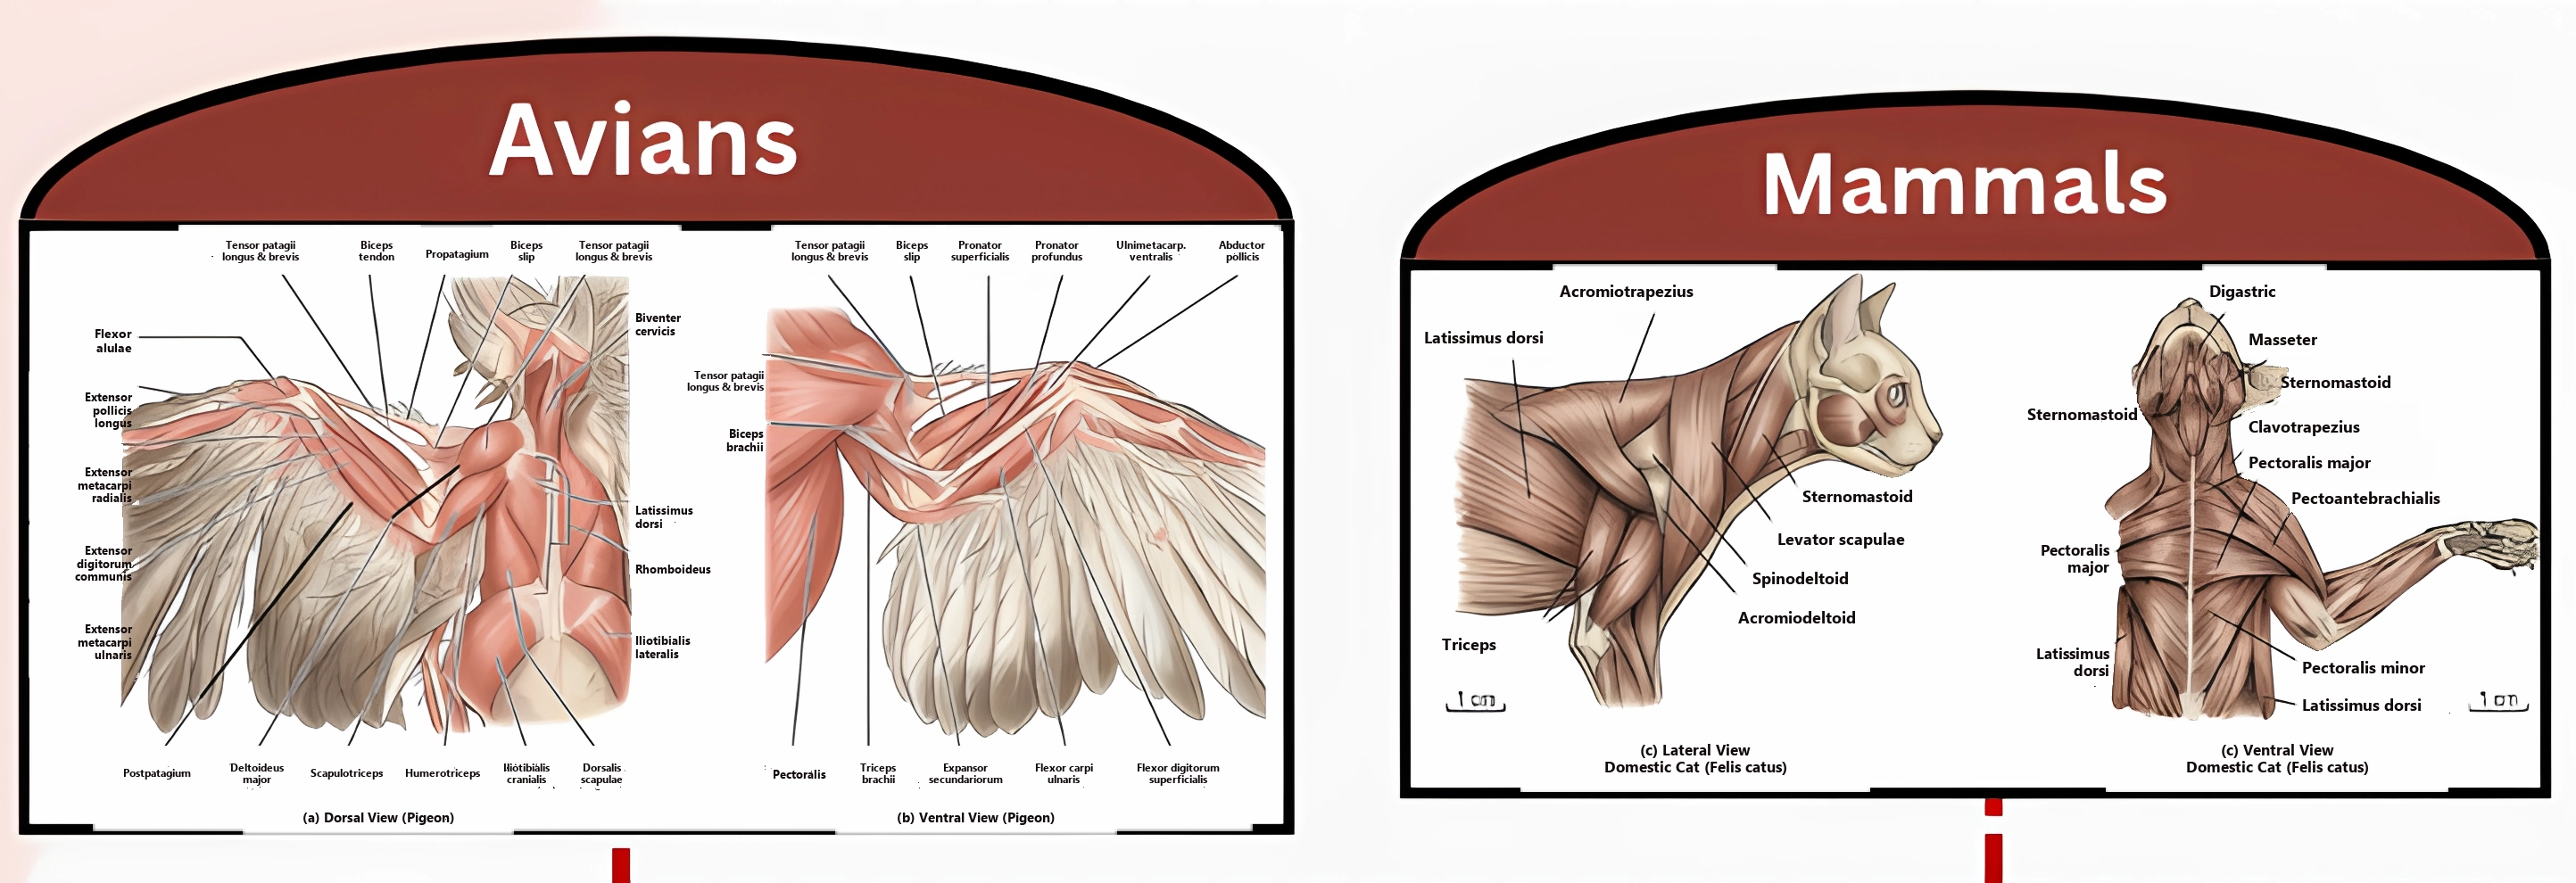 Avians
Tensor patagii
longus & brevis
Biceps
tendon
Propatagium
Biceps
slip
Tensor patagii
longus & brevis
Flexor
alulae
Extensor
pollicis
longus
Extensor
metacarpi
radialis
Extensor
digitorum
communis
Extensor
metacarpi
ulnaris
Biventer
cervicis
Latissimus
dorsi
Rhomboideus
Iliotibialis
lateralis
Postpatagium
Deltoideus
major
Scapulotriceps
Humerotriceps
Iliotibialis
cranialis
Dorsalis
scapulae
(a) Dorsal View (Pigeon)
Tensor patagii
longus & brevis
Biceps
slip
Pronator
superficialis
Pronator
profundus
Ulnimetacarp.
ventralis
Abductor
pollicis
Tensor patagii
longus & brevis
Biceps
brachii
Pectoralis
Triceps
brachii
Expansor
secundariorum
Flexor carpi
ulnaris
Flexor digitorum
superficialis
(b) Ventral View (Pigeon)
Mammals
Acromiotrapezius
Latissimus dorsi
Sternomastoid
Levator scapulae
Spinodeltoid
Acromiodeltoid
Triceps
1 cm
(c) Lateral View
Domestic Cat (Felis catus)
Digastric
Masseter
Sternomastoid
Sternomastoid
Clavotrapezius
Pectoralis major
Pectoantebrachialis
Pectoralis
major
Latissimus
dorsi
Pectoralis minor
Latissimus dorsi
1 cm
(c) Ventral View
Domestic Cat (Felis catus)